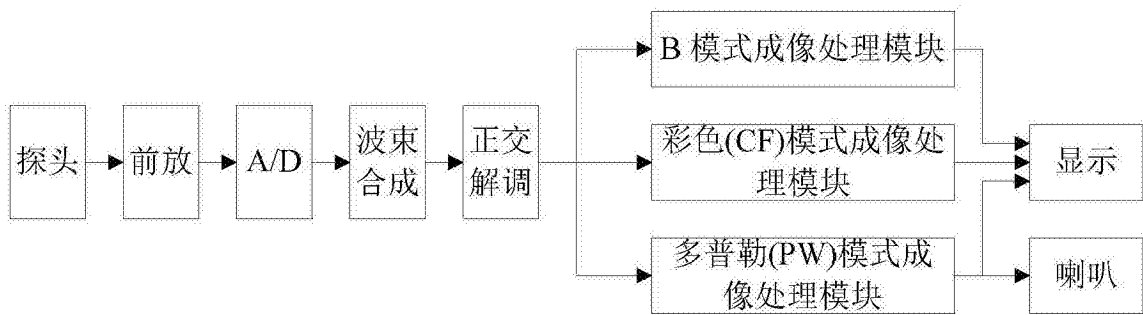 探头
前放
A/D
波束
合成
正交
解调
B 模式成像处理模块
彩色(CF)模式成像处
理模块
多普勒(PW)模式成
像处理模块
显示
喇叭